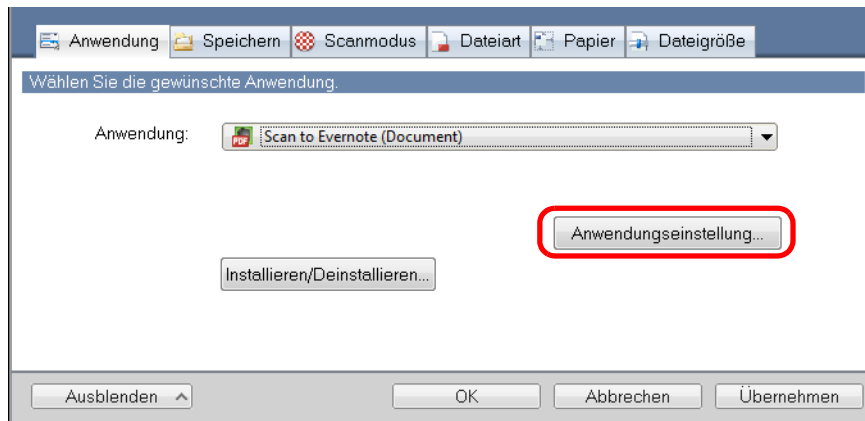 Anwendung Speichern Scanmodus Dateiart Papier Dateigröße
Wählen Sie die gewünschte Anwendung.
Anwendung: PDF Scan to Evernote (Document)
Anwendungseinstellung...
Installieren/Deinstallieren...
Ausblenden OK Abbrechen Übernehmen